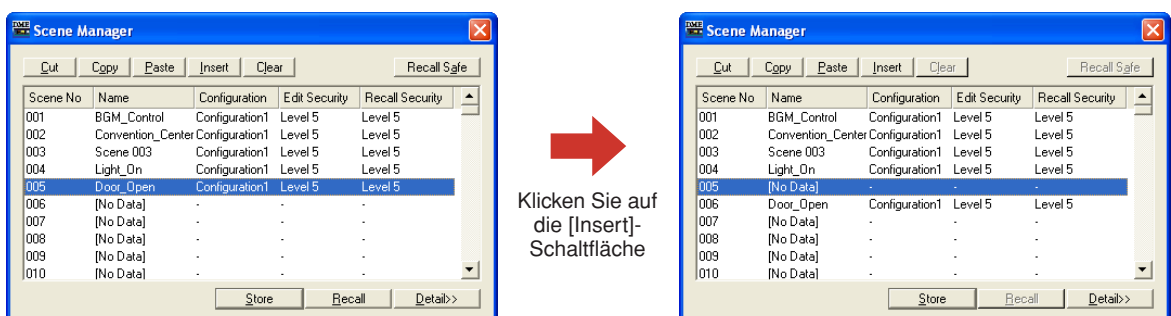 DME Scene Manager
Cut Copy Paste Insert Clear Recall Safe
Scene No Name Configuration Edit Security Recall Security
001 BGM_Control Configuration1 Level 5 Level 5
002 Convention_Center Configuration1 Level 5 Level 5
003 Scene 003 Configuration1 Level 5 Level 5
004 Light_On Configuration1 Level 5 Level 5
005 Door_Open Configuration1 Level 5 Level 5
006 [No Data] - - -
007 [No Data] - - -
008 [No Data] - - -
009 [No Data] - - -
010 [No Data] - - -
Store Recall Detail>>
Klicken Sie auf
die [Insert]-
Schaltfläche
DME Scene Manager
Cut Copy Paste Insert Clear Recall Safe
Scene No Name Configuration Edit Security Recall Security
001 BGM_Control Configuration1 Level 5 Level 5
002 Convention_Center Configuration1 Level 5 Level 5
003 Scene 003 Configuration1 Level 5 Level 5
004 Light_On Configuration1 Level 5 Level 5
005 [No Data] - - -
006 Door_Open Configuration1 Level 5 Level 5
007 [No Data] - - -
008 [No Data] - - -
009 [No Data] - - -
010 [No Data] - - -
Store Recall Detail>>